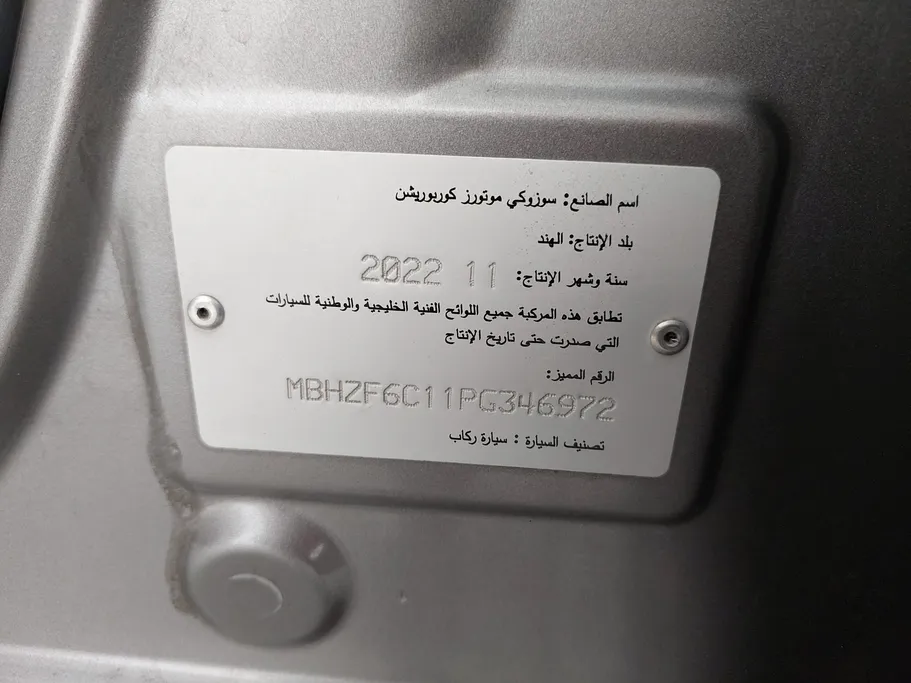 اسم الصانع: سوزوكي موتورز كوربوريشن
بلد الإنتاج: الهند
سنة وشهر الإنتاج: 11 2022
تطابق هذه المركبة جميع اللوائح الفنية الخليجية والوطنية للسيارات
التي صدرت حتى تاريخ الإنتاج
الرقم المميز:
MBHZF6C11PG346972
تصنيف السيارة : سيارة ركاب